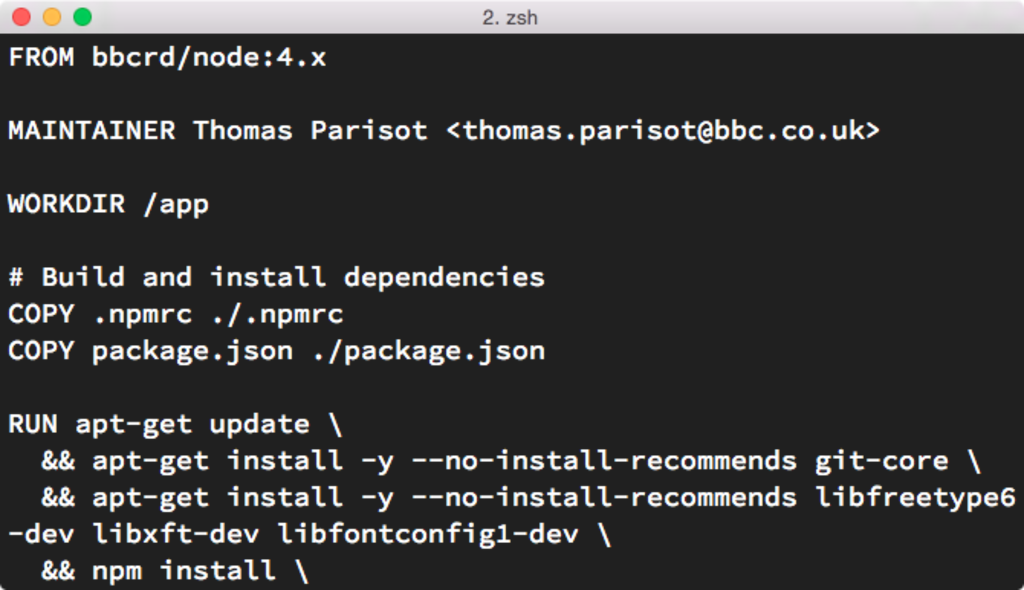 2. zsh
FROM bbcrd/node:4.x
MAINTAINER Thomas Parisot <thomas.parisot@bbc.co.uk>
WORKDIR /app
# Build and install dependencies
COPY .npmrc ./.npmrc
COPY package.json ./package.json
RUN apt-get update \
  && apt-get install -y --no-install-recommends git-core \
  && apt-get install -y --no-install-recommends libfreetype6
-dev libxft-dev libfontconfig1-dev \
  && npm install \